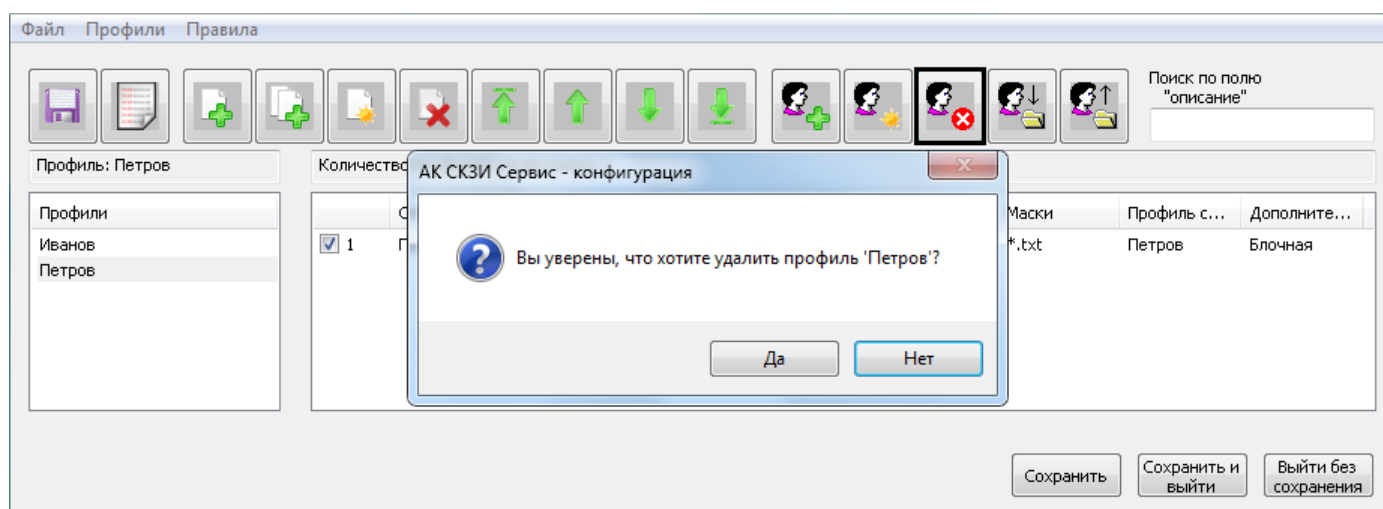 Файл Профили Правила
Поиск по полю
"описание"
Профиль: Петров
АК СКЗИ Сервис - конфигурация
Профили
Маски Профиль с... Дополните...
Иванов
1 *.txt Петров Блочная
Петров
Вы уверены, что хотите удалить профиль 'Петров'?
Да Нет
Сохранить
Сохранить и
выйти
Выйти без
сохранения